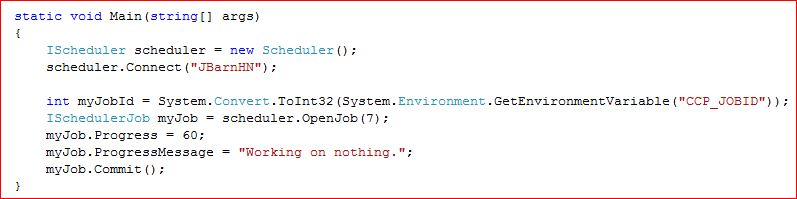 static void Main(string[] args)
{
IScheduler scheduler = new Scheduler();
scheduler.Connect("JBarnHN");
int myJobId = System.Convert.ToInt32(System.Environment.GetEnvironmentVariable("CCP_JOBID"));
ISchedulerJob myJob = scheduler.OpenJob(7);
myJob.Progress = 60;
myJob.ProgressMessage = "Working on nothing.";
myJob.Commit();
}